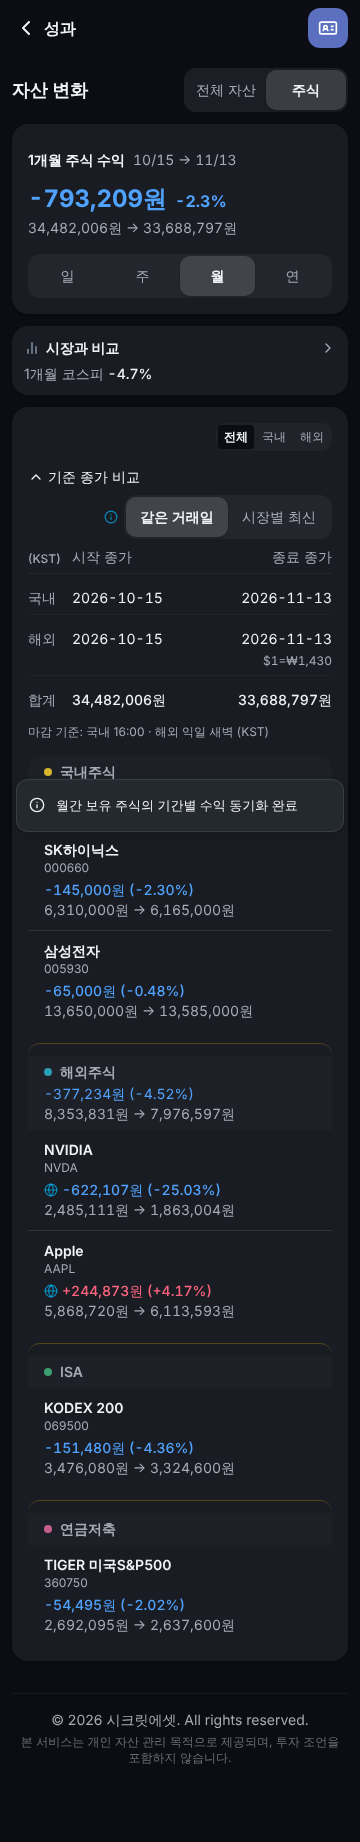 성과
자산 변화
전체 자산 주식
1개월 주식 수익 10/15 → 11/13
-793,209원 -2.3%
34,482,006원 → 33,688,797원
일 주 월 연
시장과 비교
1개월 코스피 -4.7%
전체 국내 해외
기준 종가 비교
같은 거래일 시장별 최신
(KST) 시작 종가 종료 종가
국내 2026-10-15 2026-11-13
해외 2026-10-15 2026-11-13
$1=₩1,430
합계 34,482,006원 33,688,797원
마감 기준: 국내 16:00 · 해외 익일 새벽 (KST)
국내주식
월간 보유 주식의 기간별 수익 동기화 완료
SK하이닉스
000660
-145,000원 (-2.30%)
6,310,000원 → 6,165,000원
삼성전자
005930
-65,000원 (-0.48%)
13,650,000원 → 13,585,000원
해외주식
-377,234원 (-4.52%)
8,353,831원 → 7,976,597원
NVIDIA
NVDA
-622,107원 (-25.03%)
2,485,111원 → 1,863,004원
Apple
AAPL
+244,873원 (+4.17%)
5,868,720원 → 6,113,593원
ISA
KODEX 200
069500
-151,480원 (-4.36%)
3,476,080원 → 3,324,600원
연금저축
TIGER 미국S&P500
360750
-54,495원 (-2.02%)
2,692,095원 → 2,637,600원
© 2026 시크릿에셋. All rights reserved.
본 서비스는 개인 자산 관리 목적으로 제공되며, 투자 조언을
포함하지 않습니다.